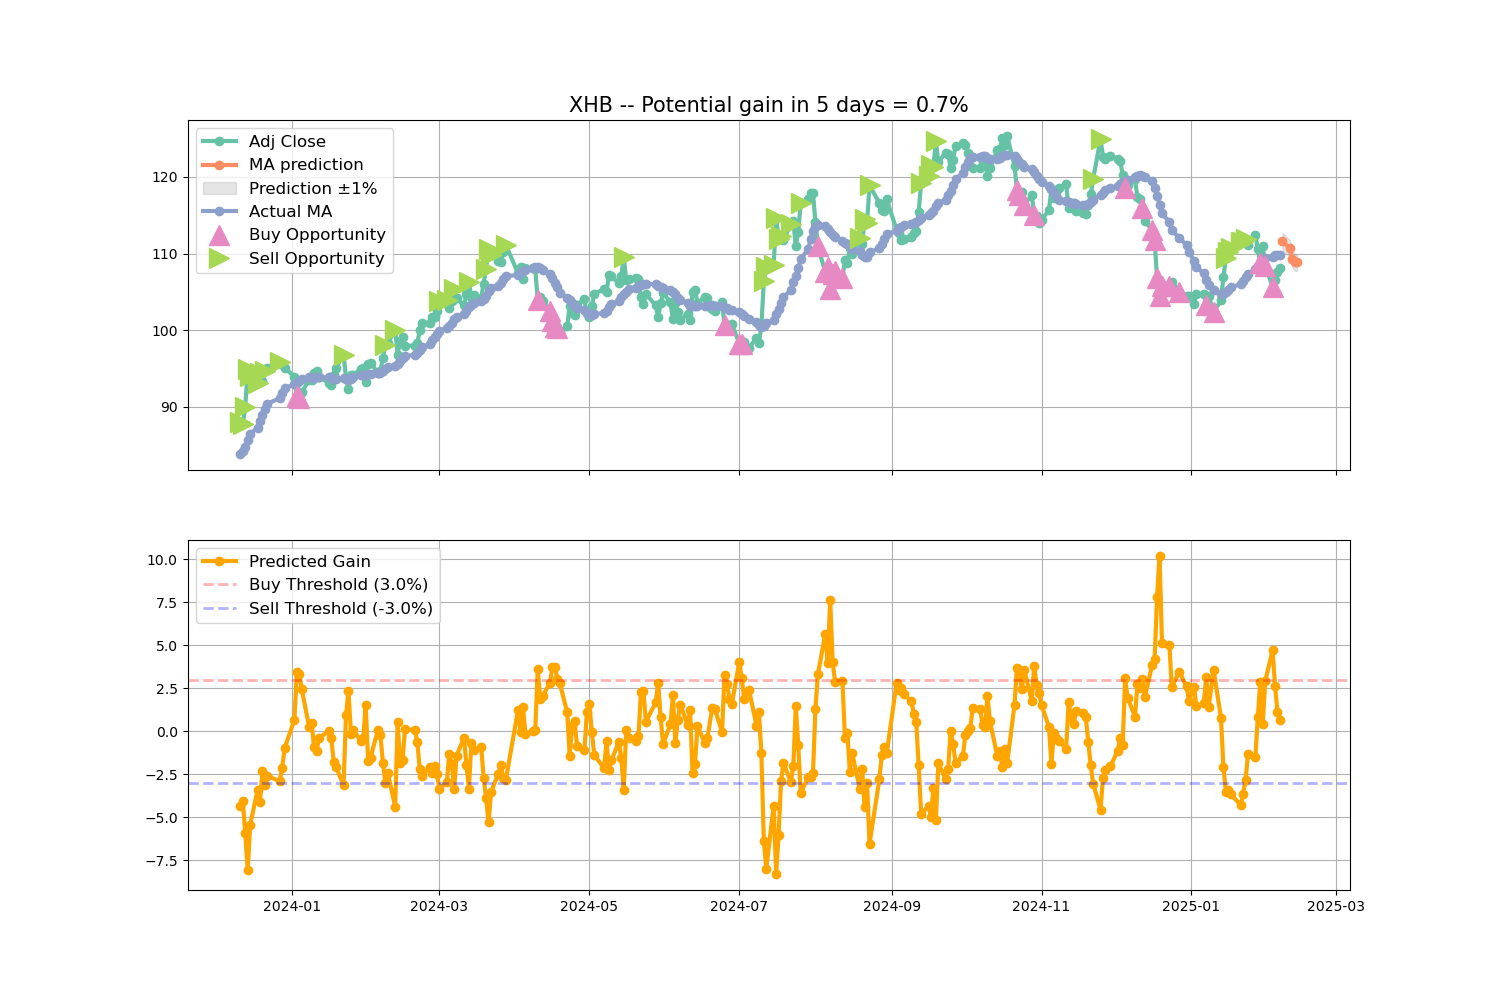 XHB -- Potential gain in 5 days = 0.7%
Adj Close
MA prediction
Prediction ±1%
Actual MA
Buy Opportunity
Sell Opportunity
120
110
100
90
Predicted Gain
Buy Threshold (3.0%)
Sell Threshold (-3.0%)
10.0
7.5
5.0
2.5
0.0
−2.5
−5.0
−7.5
2024-01
2024-03
2024-05
2024-07
2024-09
2024-11
2025-01
2025-03